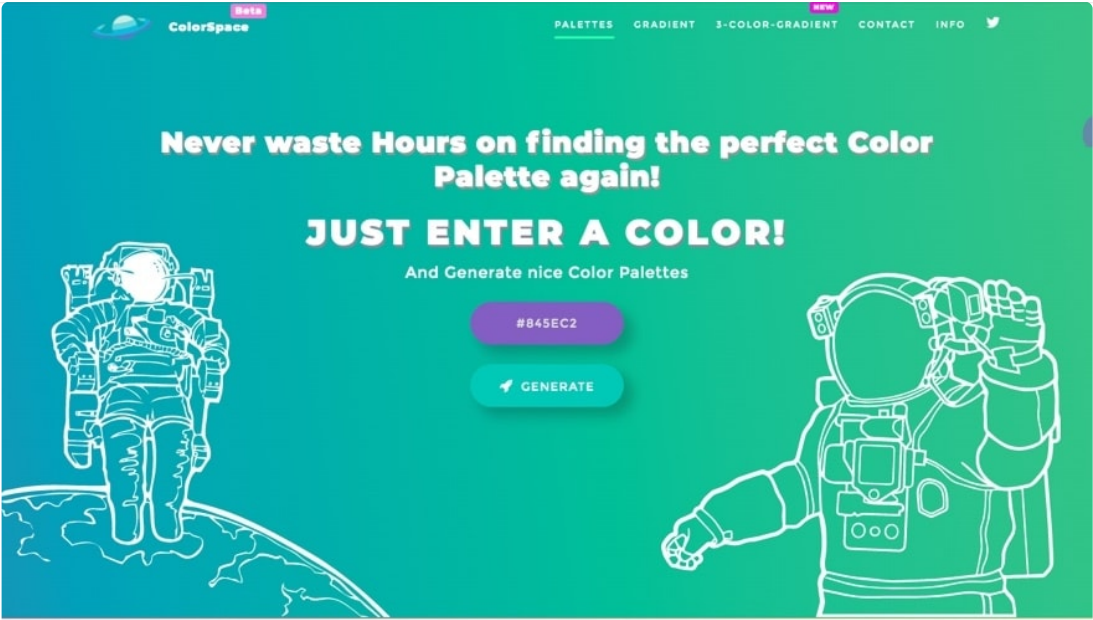 Beta
ColorSpace
NEW
PALETTES GRADIENT 3-COLOR-GRADIENT CONTACT INFO
Never waste Hours on finding the perfect Color
Palette again!
JUST ENTER A COLOR!
And Generate nice Color Palettes
#845EC2
GENERATE